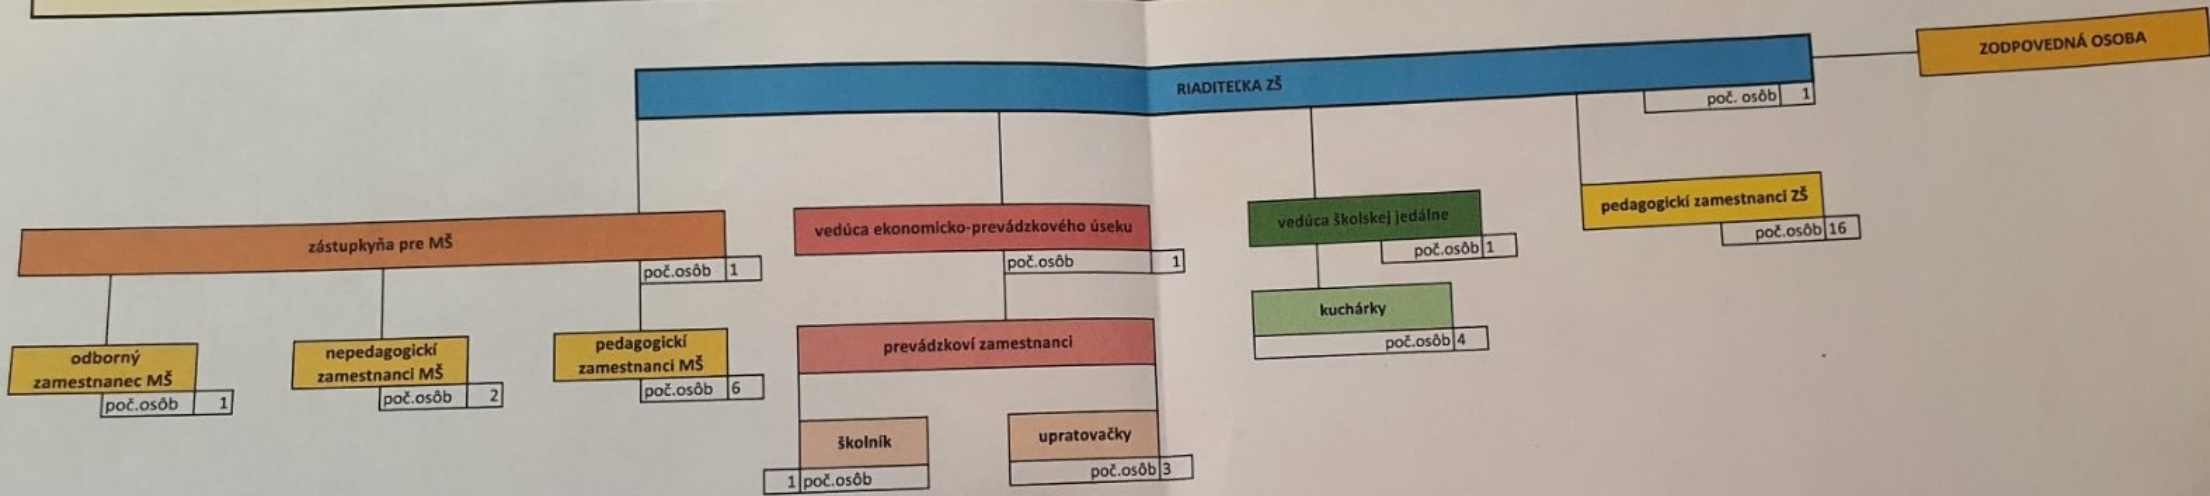 ZODPOVEDNÁ OSOBA
RIADITEĽKA ZŠ
poč. osôb 1
zástupkyňa pre MŠ
poč.osôb 1
odborný
zamestnanec MŠ
poč.osôb 1
nepedagogickí
zamestnanci MŠ
poč.osôb 2
pedagogickí
zamestnanci MŠ
poč.osôb 6
vedúca ekonomicko-prevádzkového úseku
poč.osôb 1
prevádzkoví zamestnanci
školník
1 poč.osôb
upratovačky
poč.osôb 3
vedúca školskej jedálne
poč.osôb 1
kuchárky
poč.osôb 4
pedagogickí zamestnanci ZŠ
poč.osôb 16